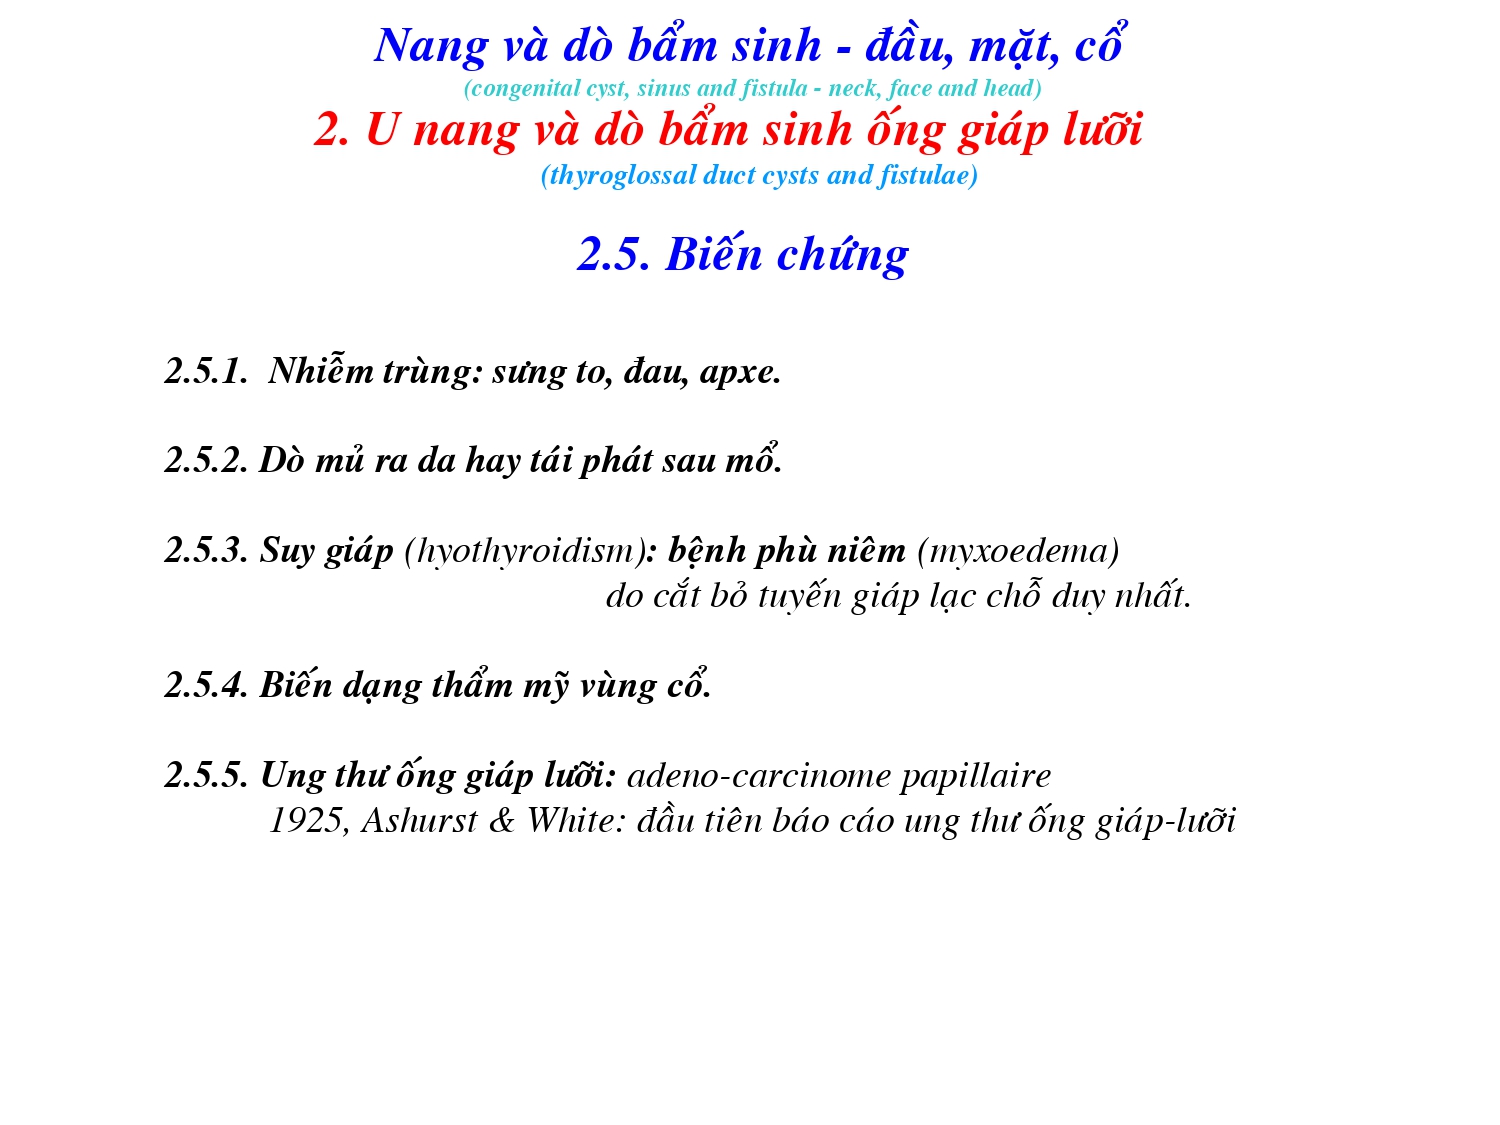 Nang và dò bẩm sinh - đầu, mặt, cổ
(congenital cyst, sinus and fistula - neck, face and head)
2. U nang và dò bẩm sinh ống giáp lưỡi
(thyroglossal duct cysts and fistulae)
2.5. Biến chứng
2.5.1. Nhiễm trùng: sưng to, đau, apxe.
2.5.2. Dò mủ ra da hay tái phát sau mổ.
2.5.3. Suy giáp (hyothyroidism): bệnh phù niêm (myxoedema)
do cắt bỏ tuyến giáp lạc chỗ duy nhất.
2.5.4. Biến dạng thẩm mỹ vùng cổ.
2.5.5. Ung thư ống giáp lưỡi: adeno-carcinome papillaire
1925, Ashurst & White: đầu tiên báo cáo ung thư ống giáp-lưỡi